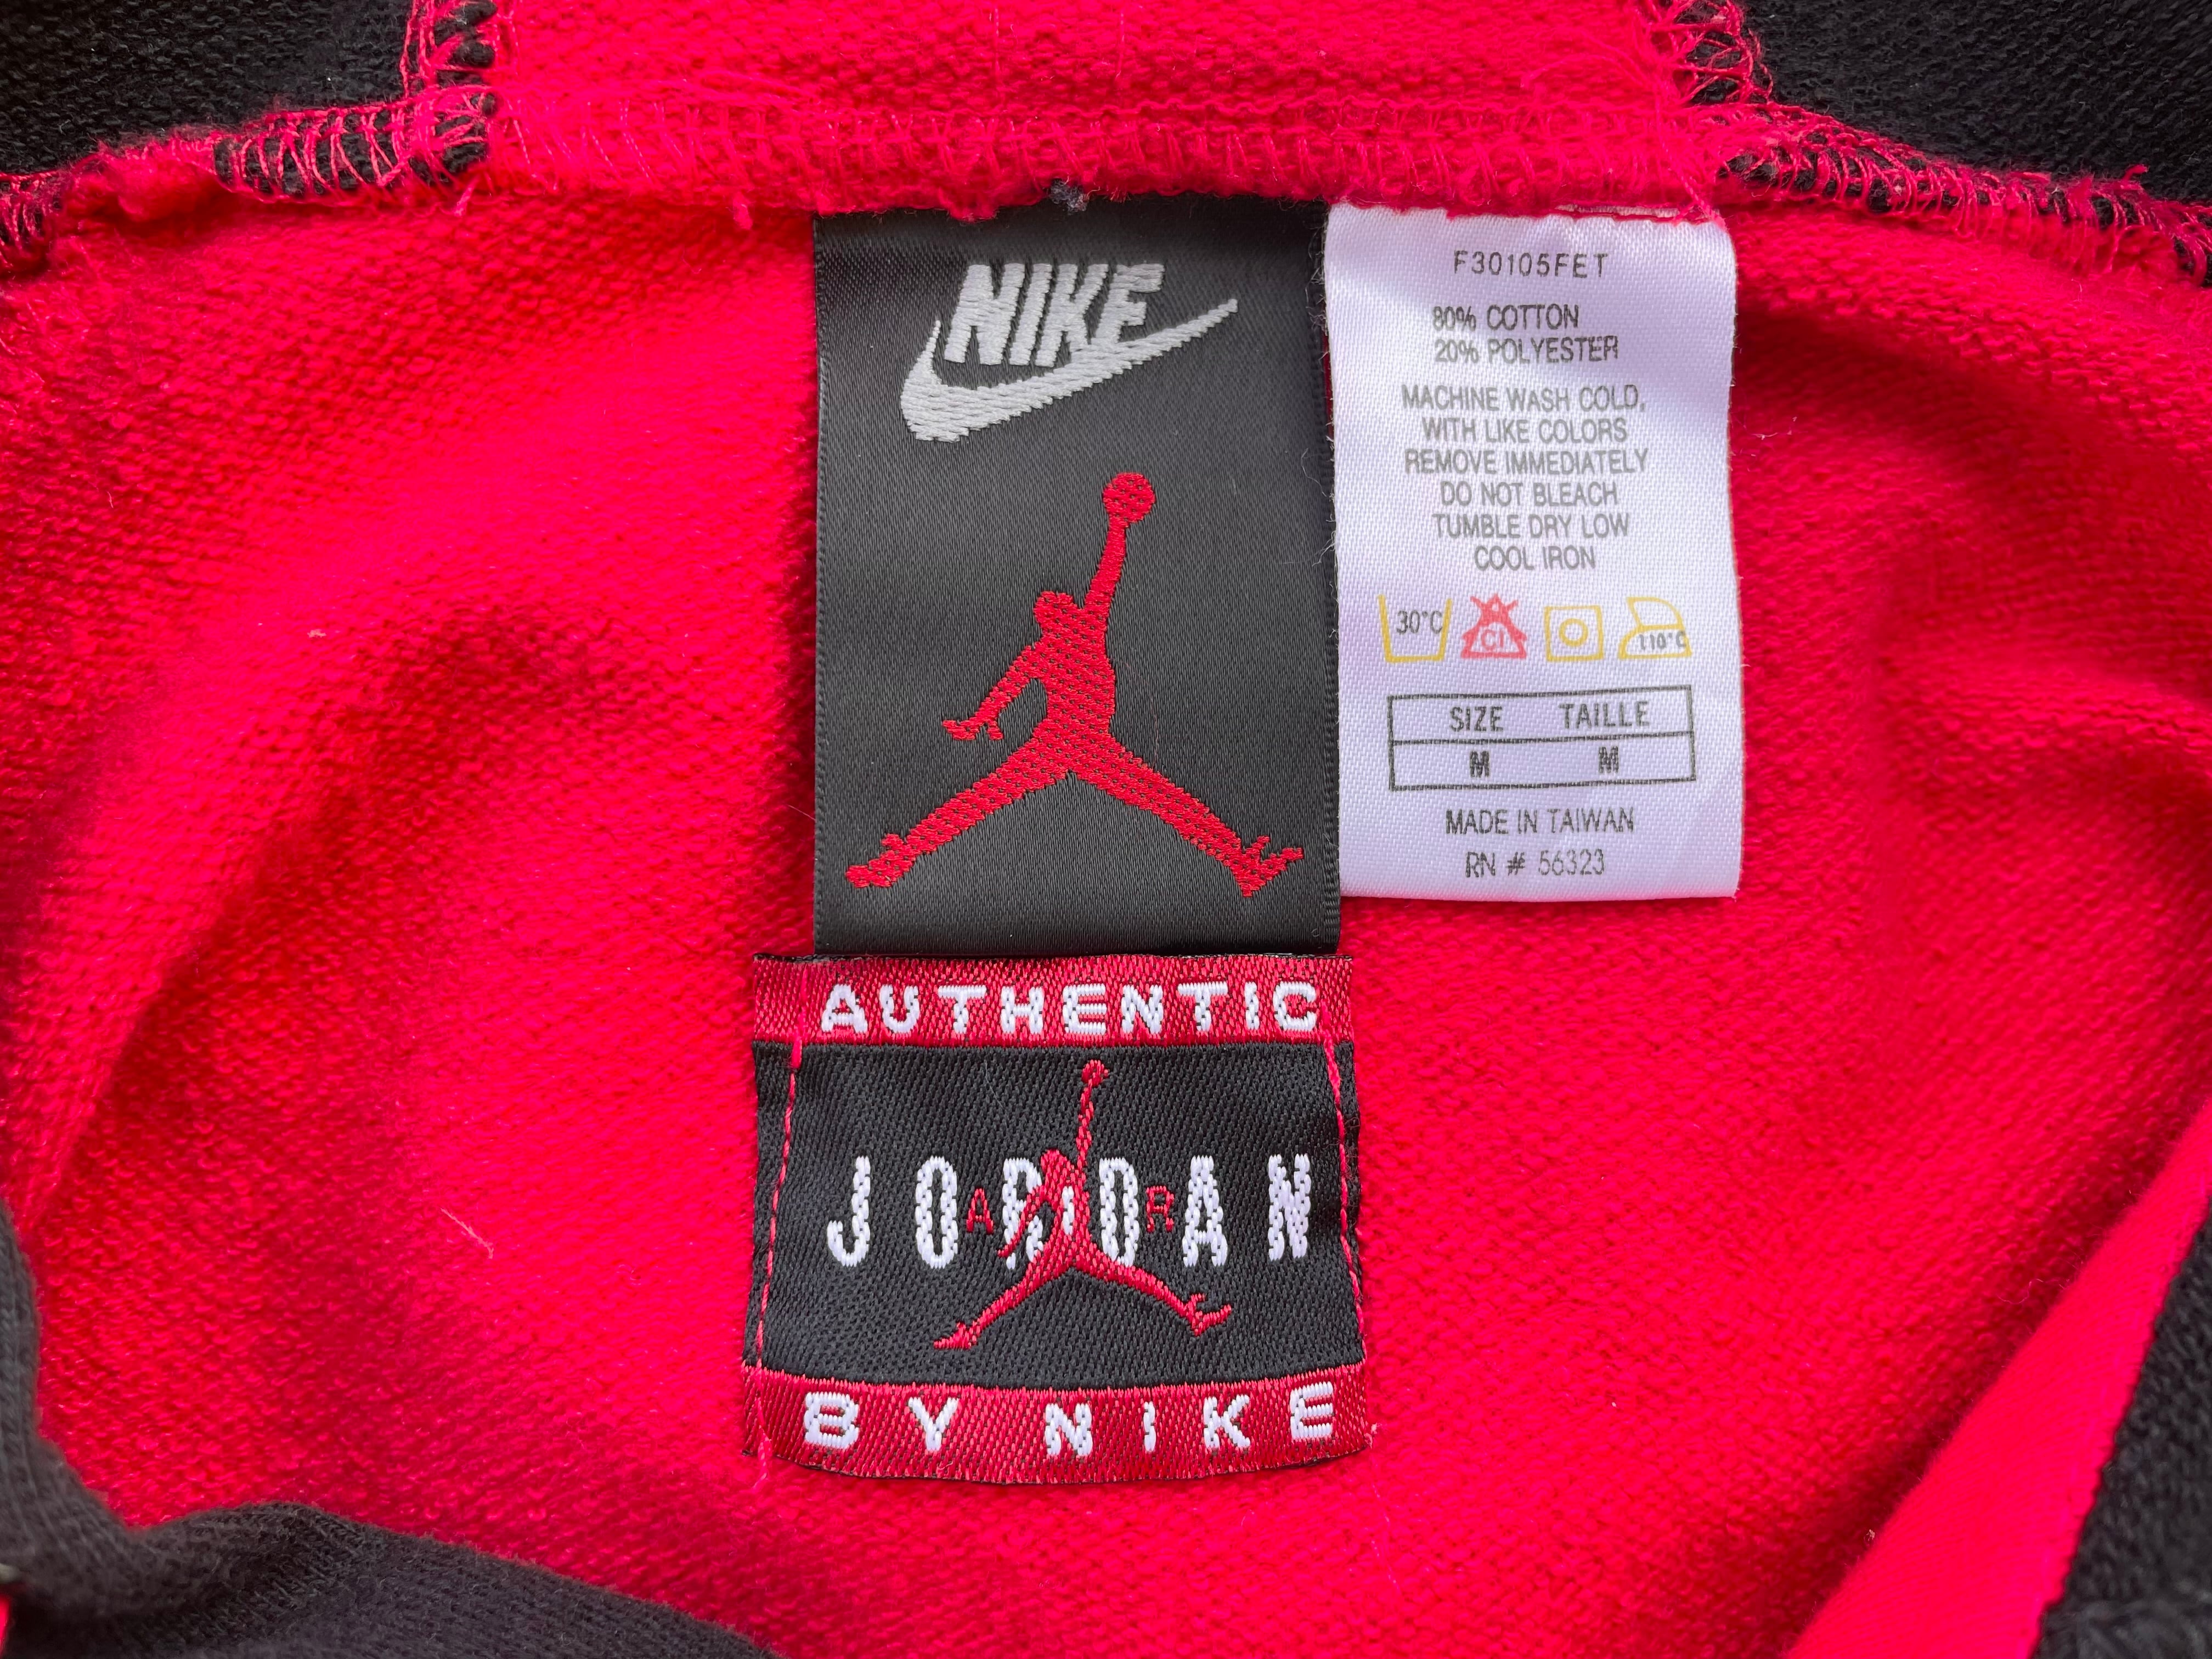 NIKE
F30105FET
80% COTTON
20% POLYESTER
MACHINE WASH COLD,
WITH LIKE COLORS
REMOVE IMMEDIATELY
DO NOT BLEACH
TUMBLE DRY LOW
COOL IRON
30°C Cl 110°C
SIZE TAILLE
M M
MADE IN TAIWAN
RN # 56323
AUTHENTIC
JORDAN
AIR
BY NIKE